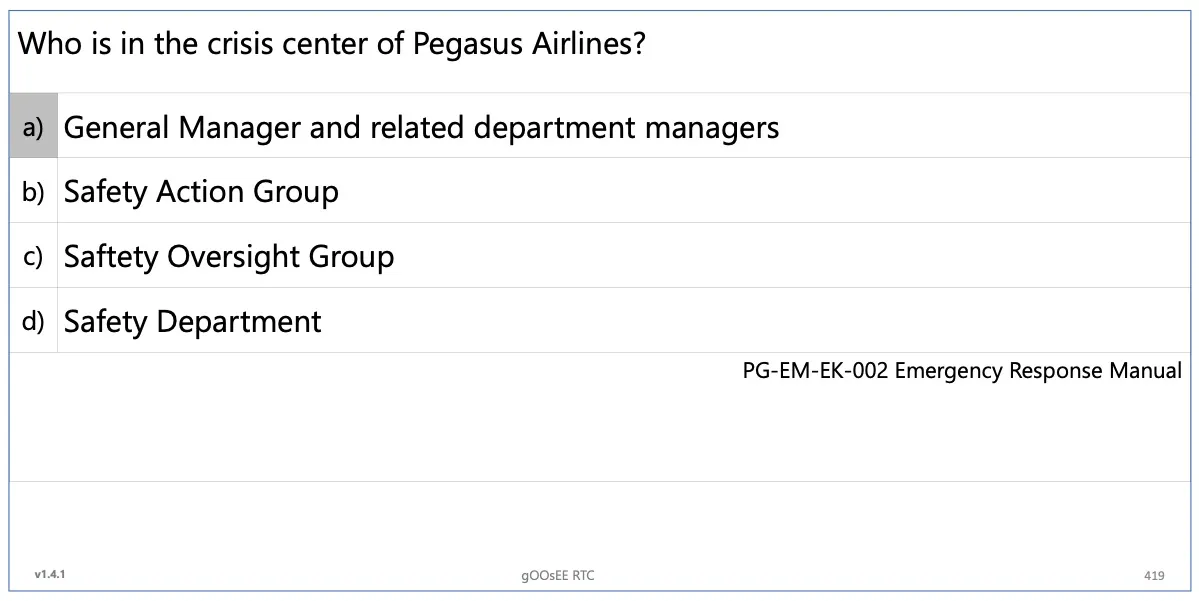 Who is in the crisis center of Pegasus Airlines?
a) General Manager and related department managers
b) Safety Action Group
c) Saftety Oversight Group
d) Safety Department
PG-EM-EK-002 Emergency Response Manual
v1.4.1 gOOsEE RTC 419